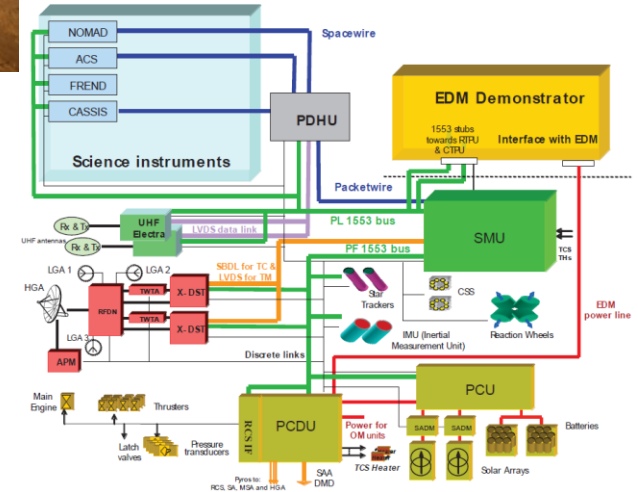 NOMAD
Spacewire
ACS
FREND
CASSIS
PDHU
EDM Demonstrator
1553 stubs
towards RTPU
& CTPU
Interface with EDM
Science instruments
Packetwire
Rx & Tx
UHF
Electra
PL 1553 bus
LVDS data link
SMU
UHF antennas
Rx & Tx
PF 1553 bus
TCS
THs
SBDL for TC &
LVDS for TM
LGA 1
LGA 2
HGA
TWTA
X- DST
RFDN
TWTA
X- DST
LGA 3
APM
Star
Trackers
CSS
IMU (Inertial
Measurement Unit)
Reaction Wheels
EDM
power line
Discrete links
Main
Engine
Thrusters
Latch
valves
Pressure
transducers
RCS IF
PCDU
PCU
Power for
OM units
SADM
SADM
Batteries
TCS Heater
Solar Arrays
Pyros to:
RCS, SA, MSA and HGA
SAA
DMD